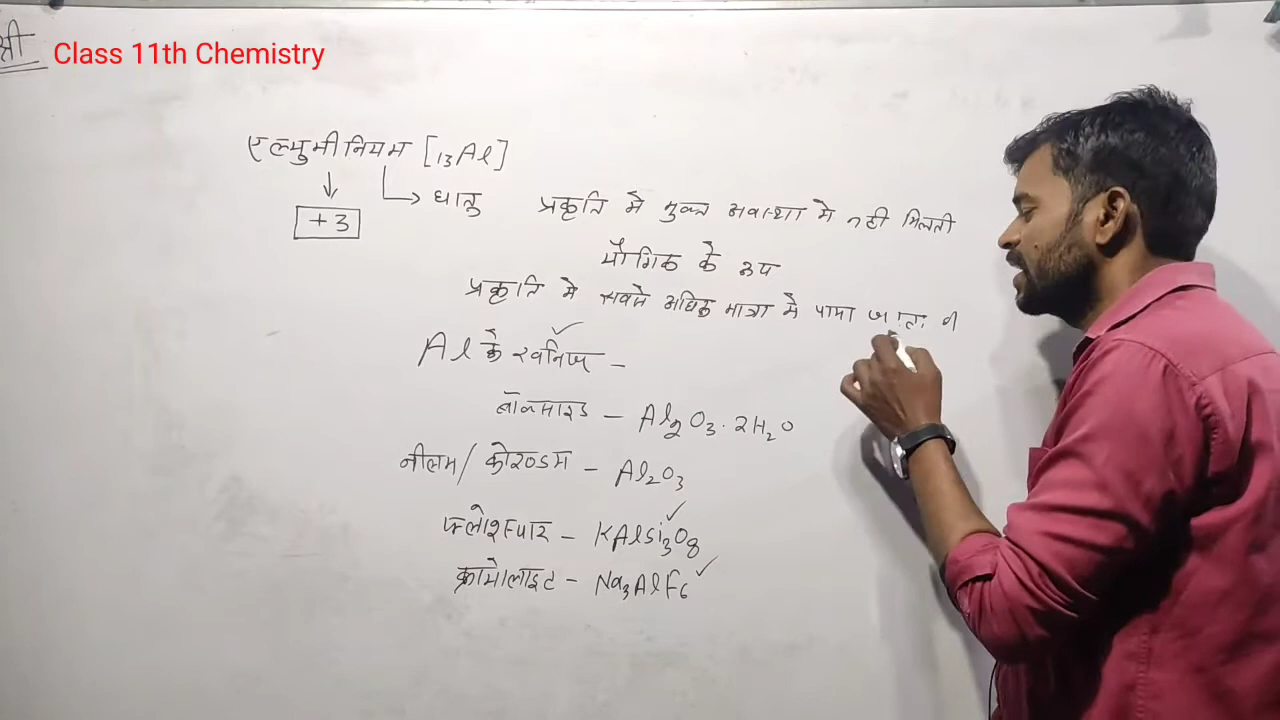 श्री
Class 11th Chemistry
एल्युमीनियम [₁₃Al]
+3
धातु प्रकृति में मुक्त अवस्था में नहीं मिलती
यौगिक के रूप
प्रकृति में सबसे अधिक मात्रा में पाया जाता
Al के खनिज –
बॉक्साइड – Al₂O₃·2H₂O
नीलम/कोरण्डम – Al₂O₃
फ्लोरस्पार – KAlSi₃O₈
क्रायोलाइट – Na₃AlF₆